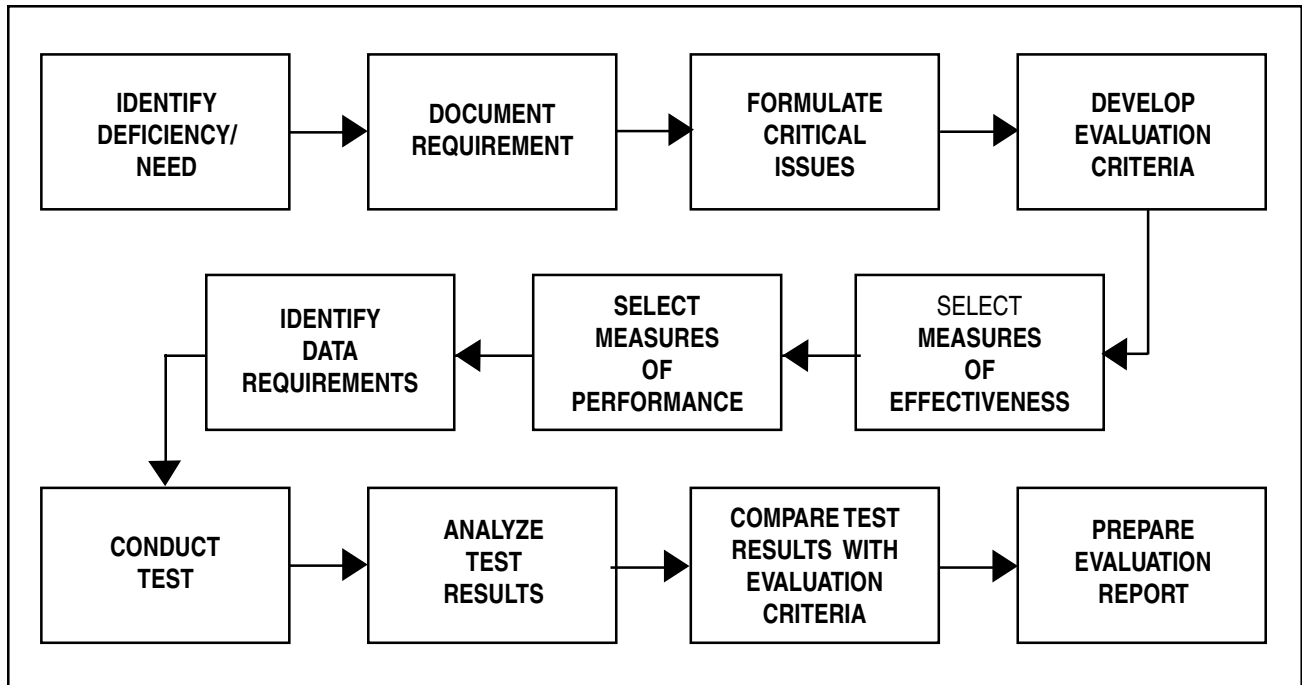 IDENTIFY
DEFICIENCY/
NEED
DOCUMENT
REQUIREMENT
FORMULATE
CRITICAL
ISSUES
DEVELOP
EVALUATION
CRITERIA
SELECT
MEASURES
OF
EFFECTIVENESS
SELECT
MEASURES
OF
PERFORMANCE
IDENTIFY
DATA
REQUIREMENTS
CONDUCT
TEST
ANALYZE
TEST
RESULTS
COMPARE TEST
RESULTS WITH
EVALUATION
CRITERIA
PREPARE
EVALUATION
REPORT